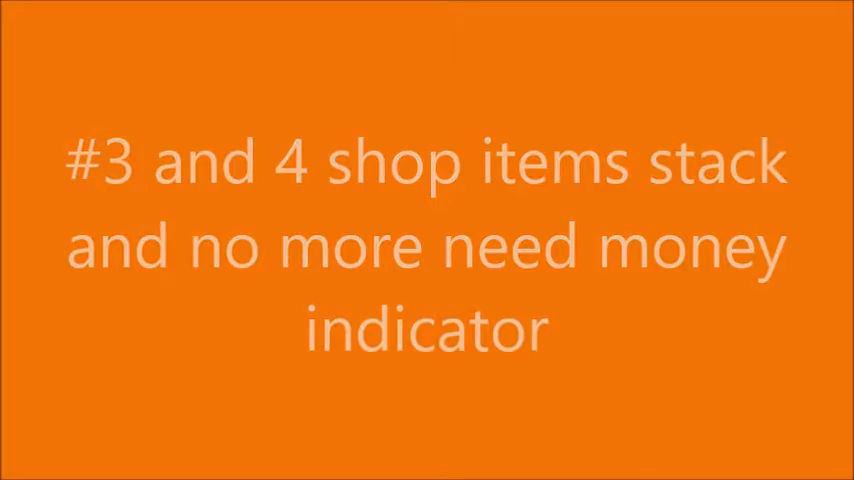 #3 and 4 shop items stack
and no more need money
indicator